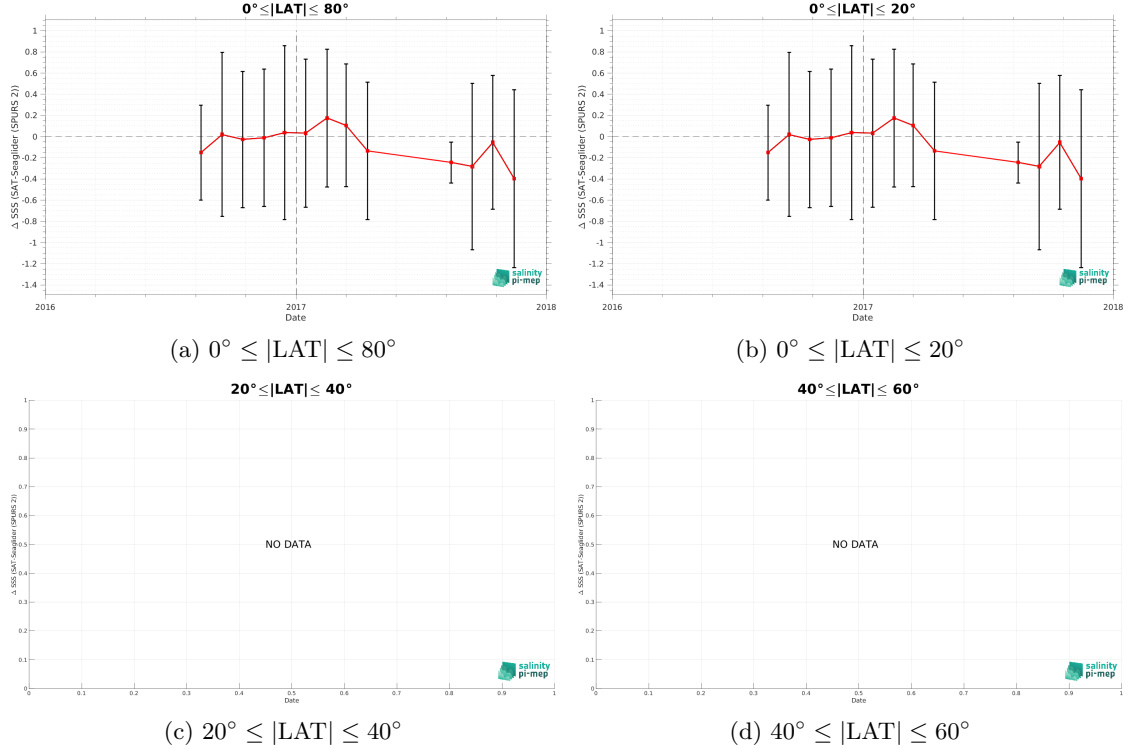 0°≤|LAT|≤ 80°
1
0.8
0.6
0.4
0.2
0
-0.2
-0.4
-0.6
-0.8
-1
-1.2
-1.4
Δ SSS (SAT-Seaglider (SPURS 2))
2016
2017
2018
Date
salinity
pi-mep
(a) 0° ≤ |LAT| ≤ 80°
0°≤|LAT|≤ 20°
1
0.8
0.6
0.4
0.2
0
-0.2
-0.4
-0.6
-0.8
-1
-1.2
-1.4
Δ SSS (SAT-Seaglider (SPURS 2))
2016
2017
2018
Date
salinity
pi-mep
(b) 0° ≤ |LAT| ≤ 20°
20°≤|LAT|≤ 40°
1
0.9
0.8
0.7
0.6
0.5
0.4
0.3
0.2
0.1
0
Δ SSS (SAT-Seaglider (SPURS 2))
NO DATA
0 0.1 0.2 0.3 0.4 0.5 0.6 0.7 0.8 0.9 1
Date
salinity
pi-mep
(c) 20° ≤ |LAT| ≤ 40°
40°≤|LAT|≤ 60°
1
0.9
0.8
0.7
0.6
0.5
0.4
0.3
0.2
0.1
0
Δ SSS (SAT-Seaglider (SPURS 2))
NO DATA
0 0.1 0.2 0.3 0.4 0.5 0.6 0.7 0.8 0.9 1
Date
salinity
pi-mep
(d) 40° ≤ |LAT| ≤ 60°